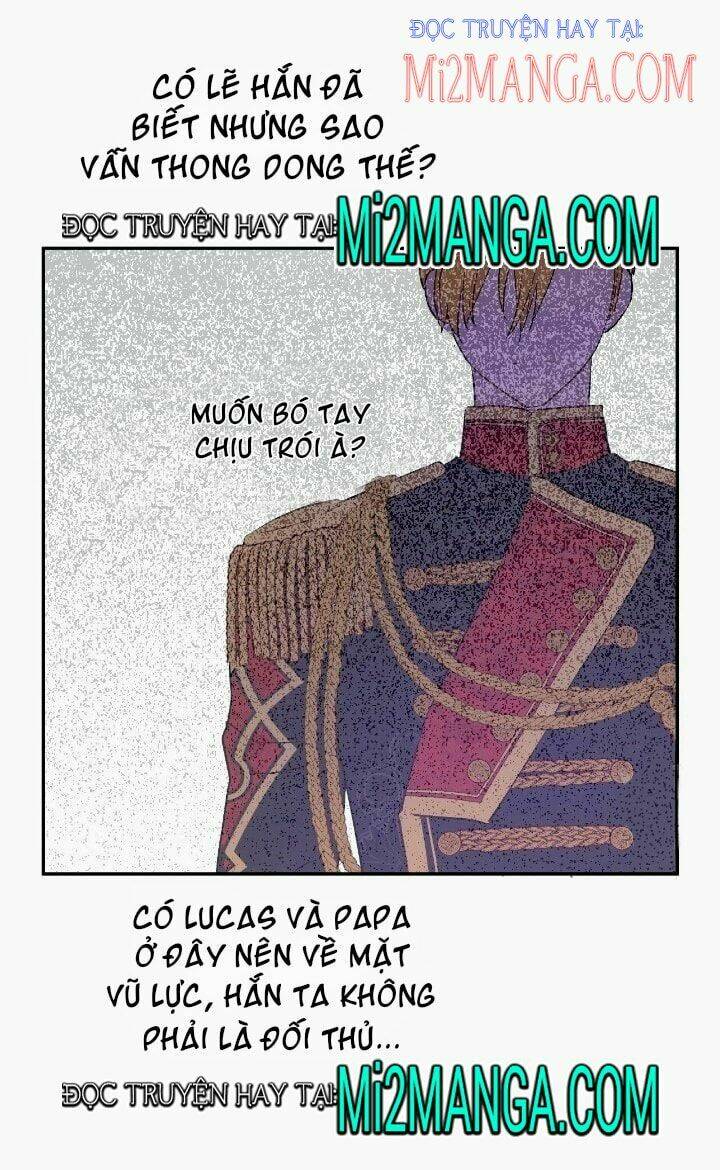 ĐỌC TRUYỆN HAY TẠI:
MI2MANGA.COM
CÓ LẼ HẮN ĐÃ
BIẾT NHƯNG SAO
VẪN THONG DONG THẾ?
ĐỌC TRUYỆN HAY TẠI: Mi2MANGA.COM
MUỐN BÓ TAY
CHỊU TRÓI À?
CÓ LUCAS VÀ PAPA
Ở ĐÂY NÊN VỀ MẶT
VŨ LỰC, HẮN TA KHÔNG
PHẢI LÀ ĐỐI THỦ...
ĐỌC TRUYỆN HAY TẠI: Mi2MANGA.COM